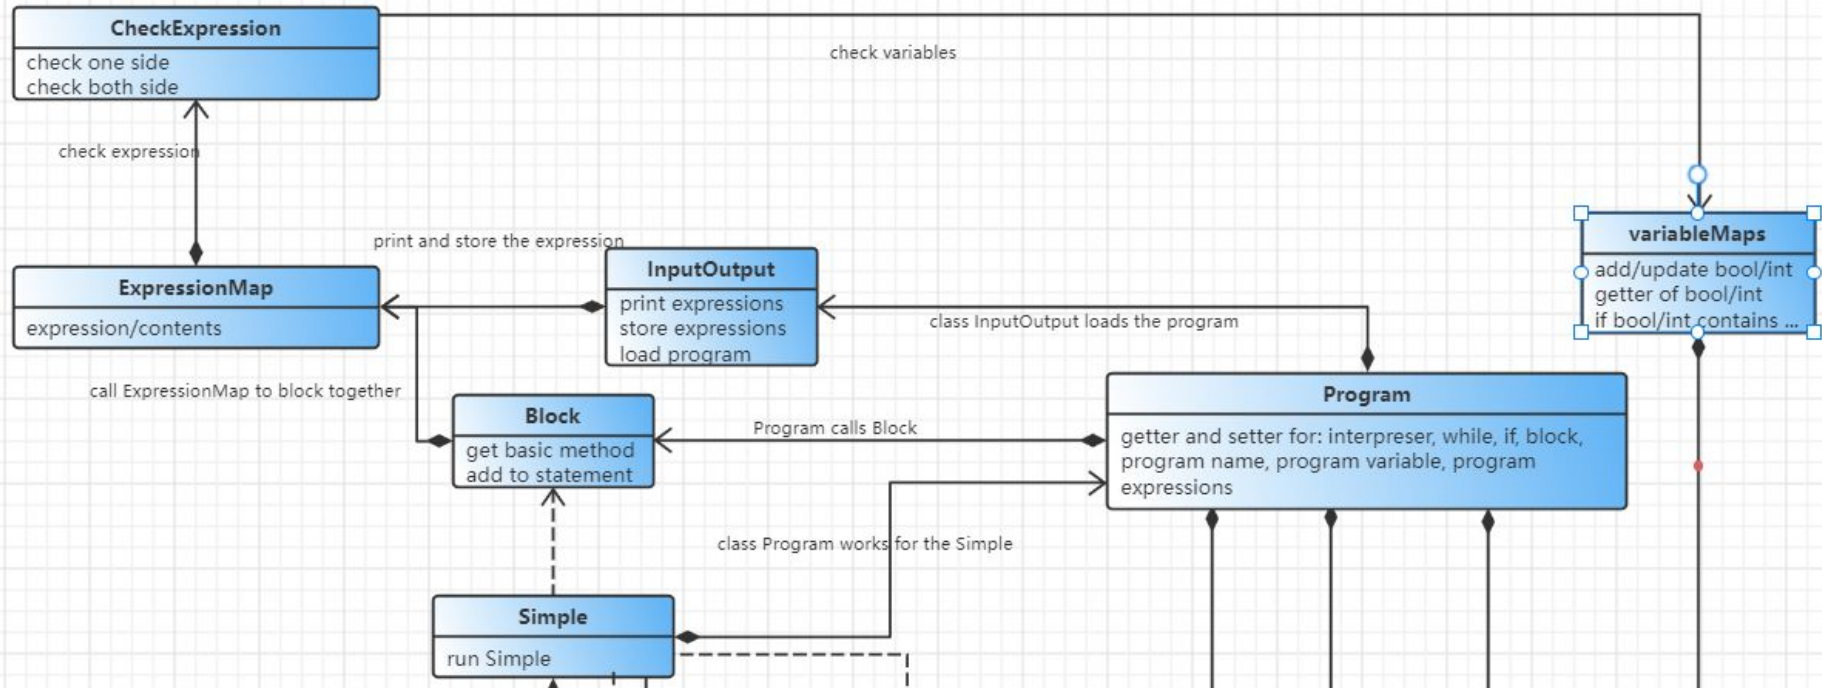 CheckExpression
check one side
check both side
check variables
check expression
print and store the expression
variableMaps
add/update bool/int
getter of bool/int
if bool/int contains ...
ExpressionMap
expression/contents
InputOutput
print expressions
store expressions
load program
class InputOutput loads the program
call ExpressionMap to block together
Program
getter and setter for: interpreser, while, if, block,
program name, program variable, program
expressions
Block
get basic method
add to statement
Program calls Block
class Program works for the Simple
Simple
run Simple